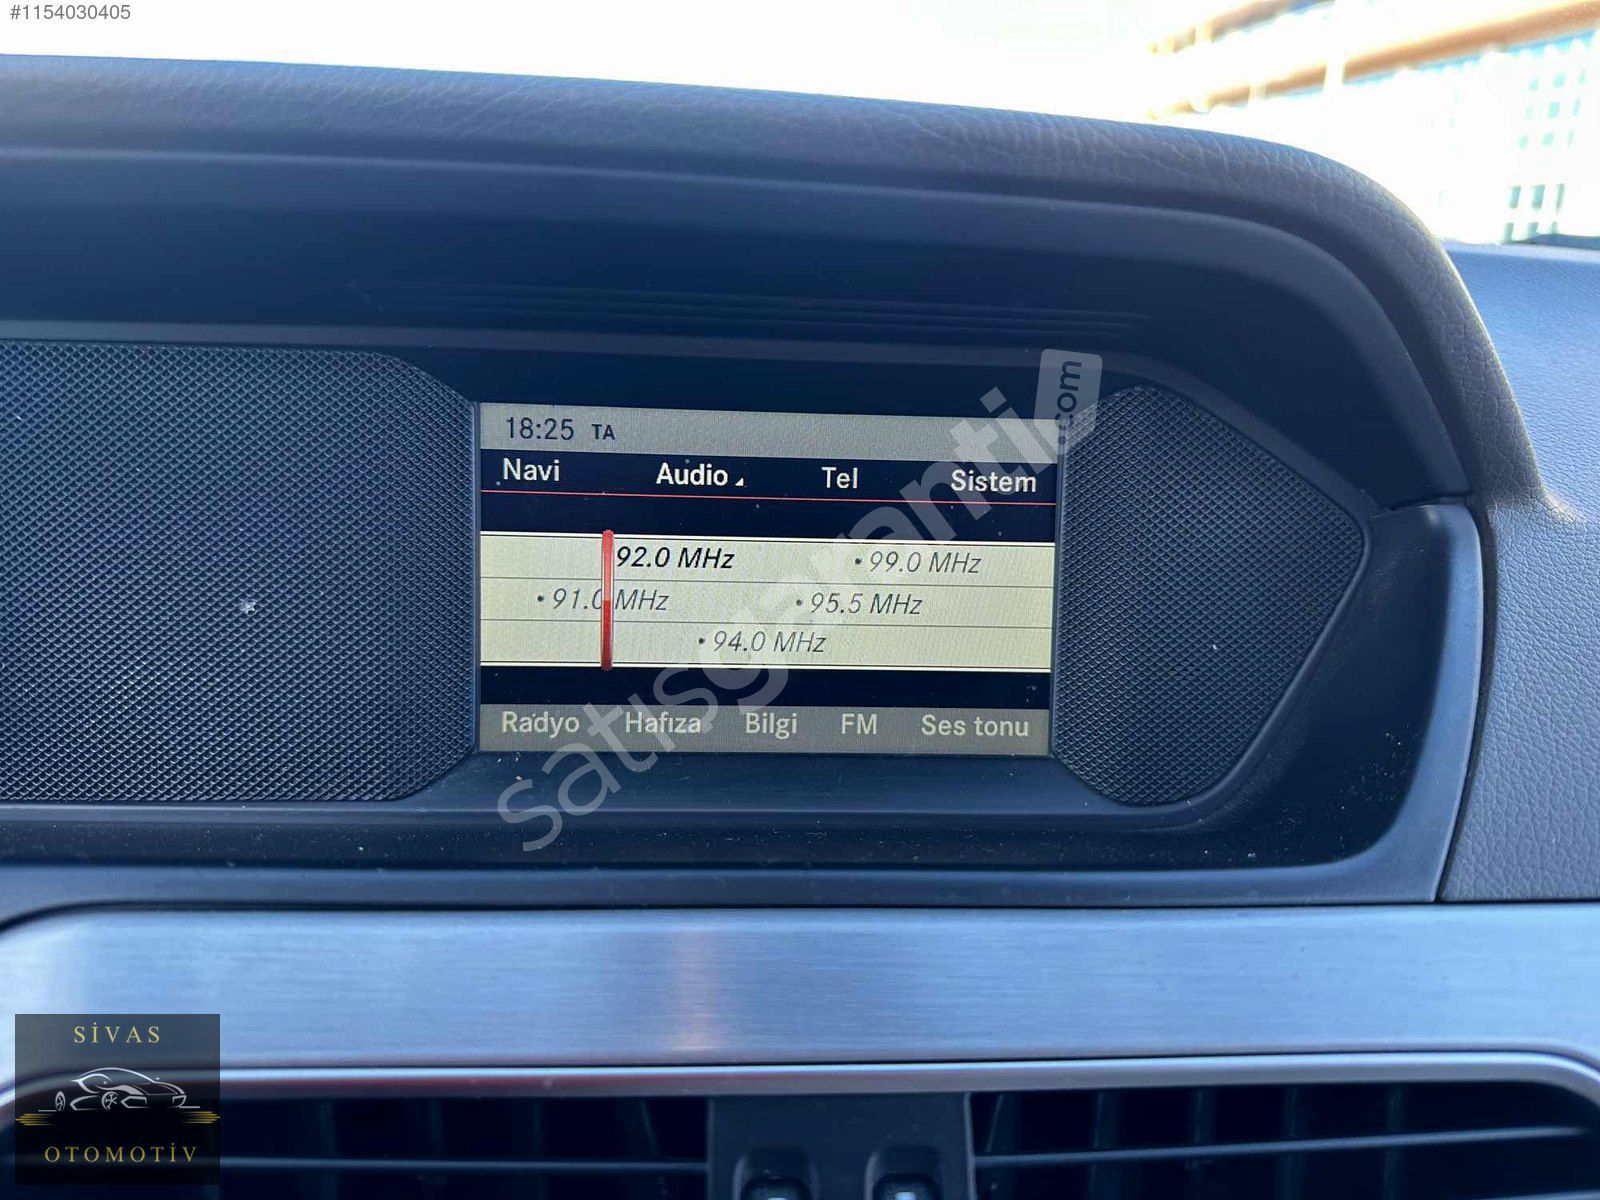 #1154030405
18:25 TA
Navi Audio Tel Sistem
92.0 MHz • 99.0 MHz
• 91.0 MHz • 95.5 MHz
• 94.0 MHz
Radyo Hafıza Bilgi FM Ses tonu
satisgaranti.com
SİVAS
OTOMOTİV